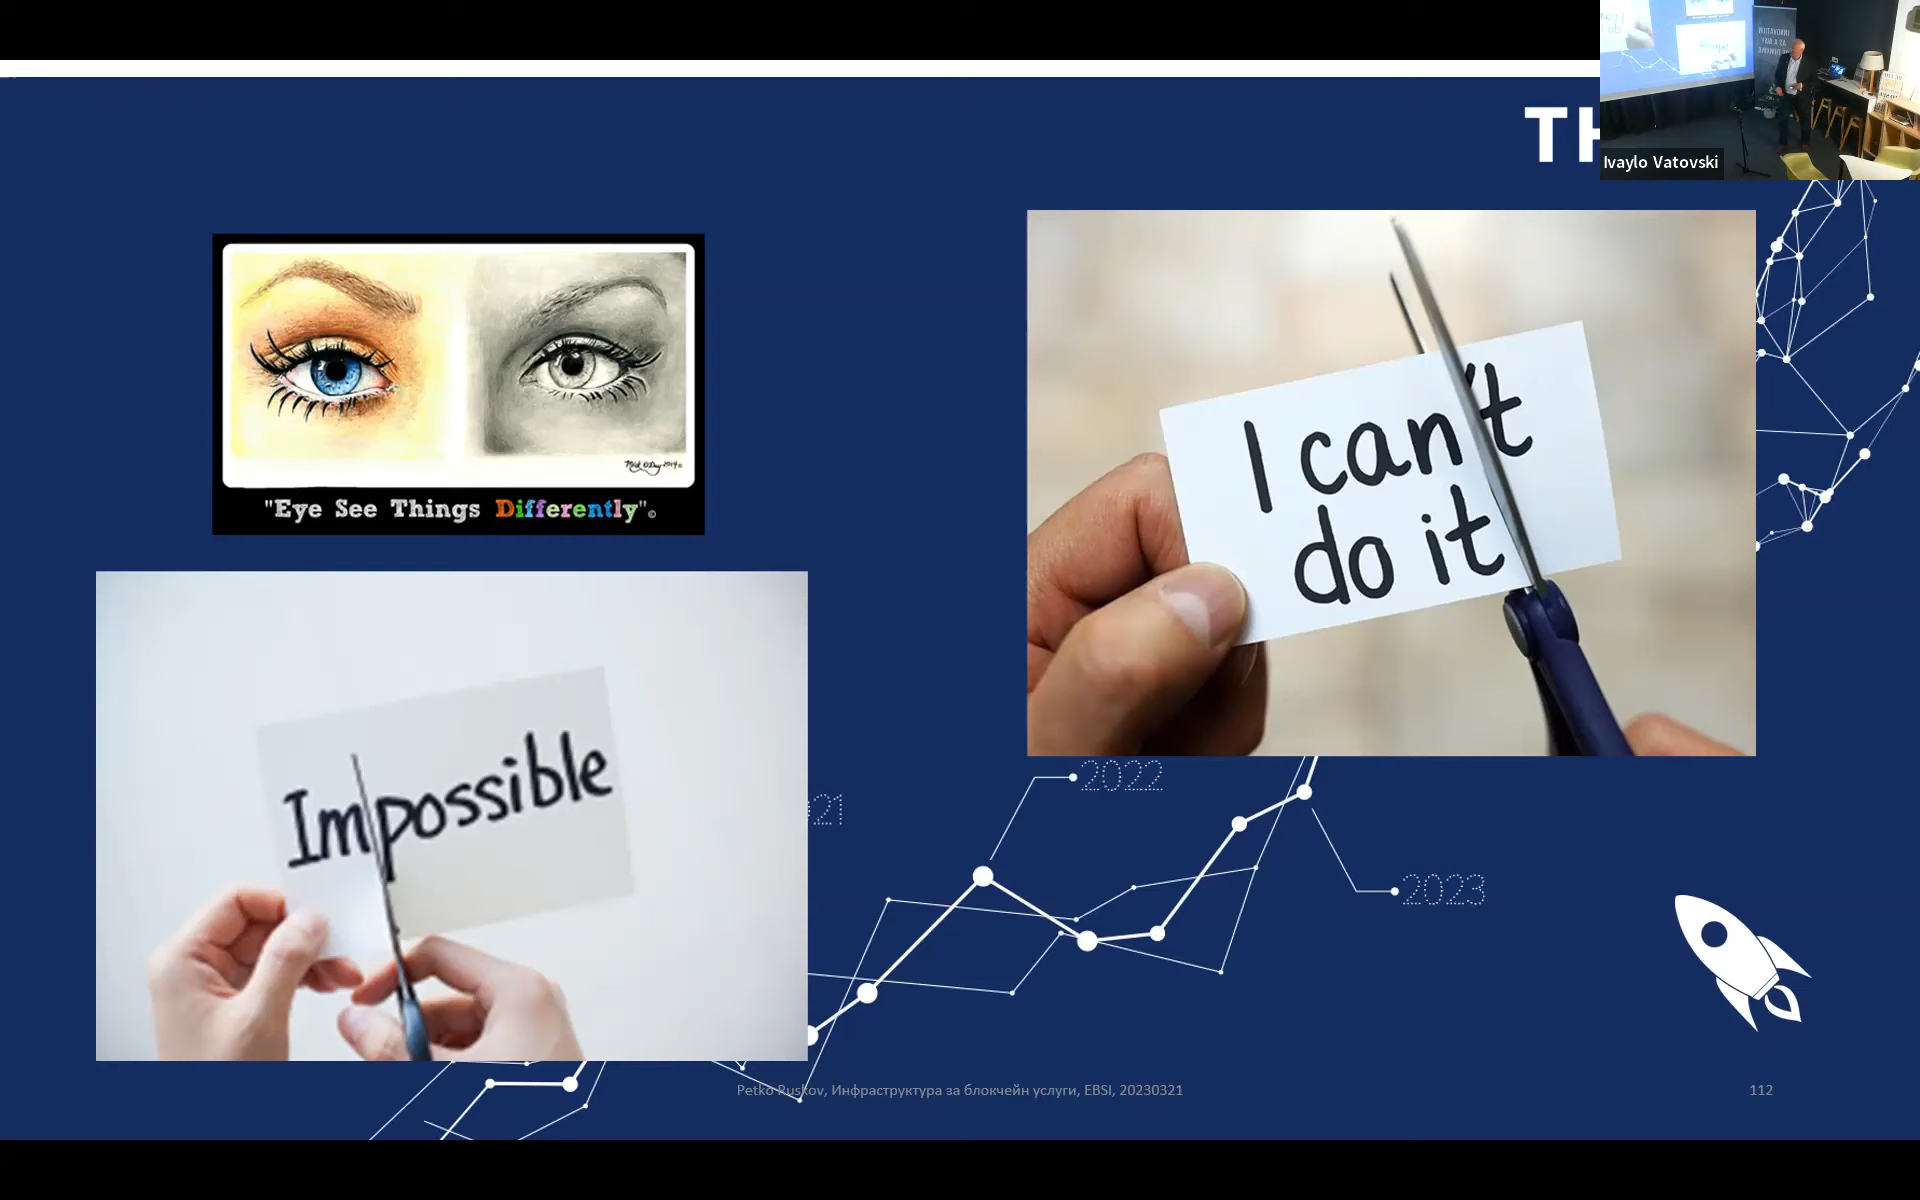 TH
Ivaylo Vatovski
"Eye See Things Differently"©
I can't
do it
Impossible
21
2022
2023
Petko Ruskov, Инфраструктура за блокчейн услуги, EBSI, 20230321
112